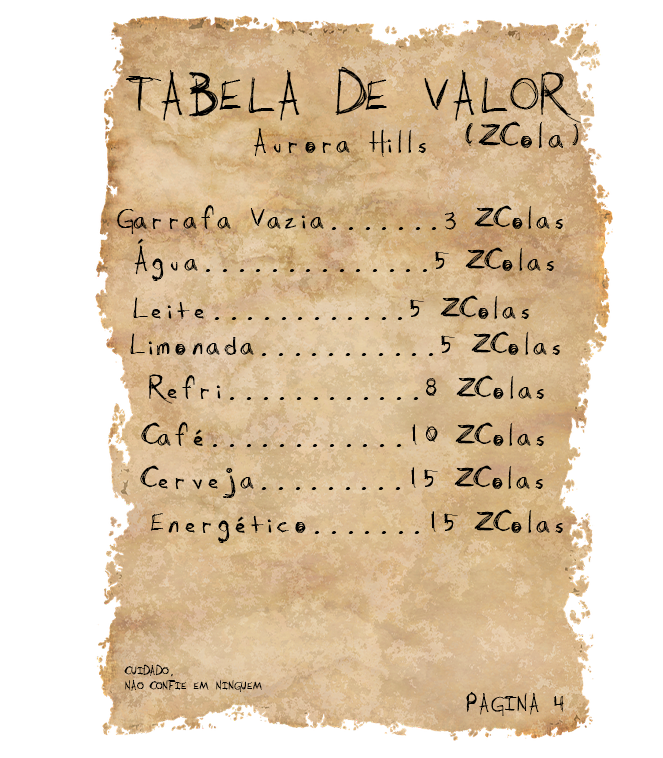 TABELA DE VALOR
Aurora Hills (ZCola)
Garrafa Vazia.......3 ZColas
Água...............5 ZColas
Leite.............5 ZColas
Limonada............5 ZColas
Refri.............8 ZColas
Café.............10 ZColas
Cerveja..........15 ZColas
Energético.......15 ZColas
CUIDADO,
NÃO CONFIE EM NINGUEM
PAGINA 4